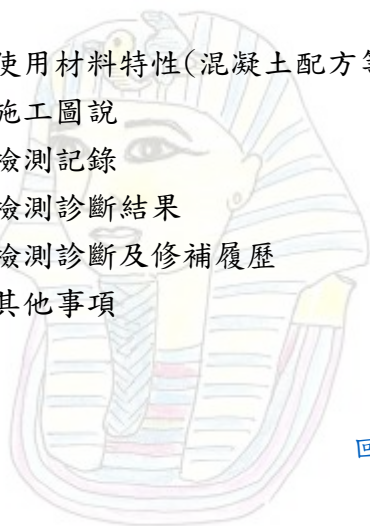 使用材料特性(混凝土配方等
施工圖說
檢測記錄
檢測診斷結果
檢測診斷及修補履歷
其他事項
回